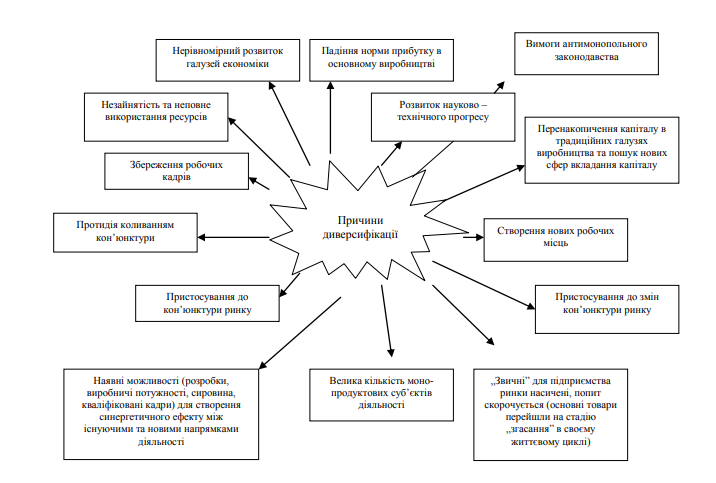 Нерівномірний розвиток
галузей економіки
Падіння норми прибутку в
основному виробництві
Вимоги антимонопольного
законодавства
Незайнятість та неповне
використання ресурсів
Розвиток науково –
технічного прогресу
Перенакопичення капіталу в
традиційних галузях
виробництва та пошук нових
сфер вкладання капіталу
Збереження робочих
кадрів
Причини
диверсифікації
Протидія коливанням
кон’юнктури
Створення нових робочих
місць
Пристосування до
кон’юнктури ринку
Пристосування до змін
кон’юнктури ринку
Наявні можливості (розробки,
виробничі потужності, сировина,
кваліфіковані кадри) для створення
синергетичного ефекту між
існуючими та новими напрямками
діяльності
Велика кількість моно-
продуктових суб’єктів
діяльності
„Звичні” для підприємства
ринки насичені, попит
скорочується (основні товари
перейшли на стадію
„згасання” в своєму
життєвому циклі)